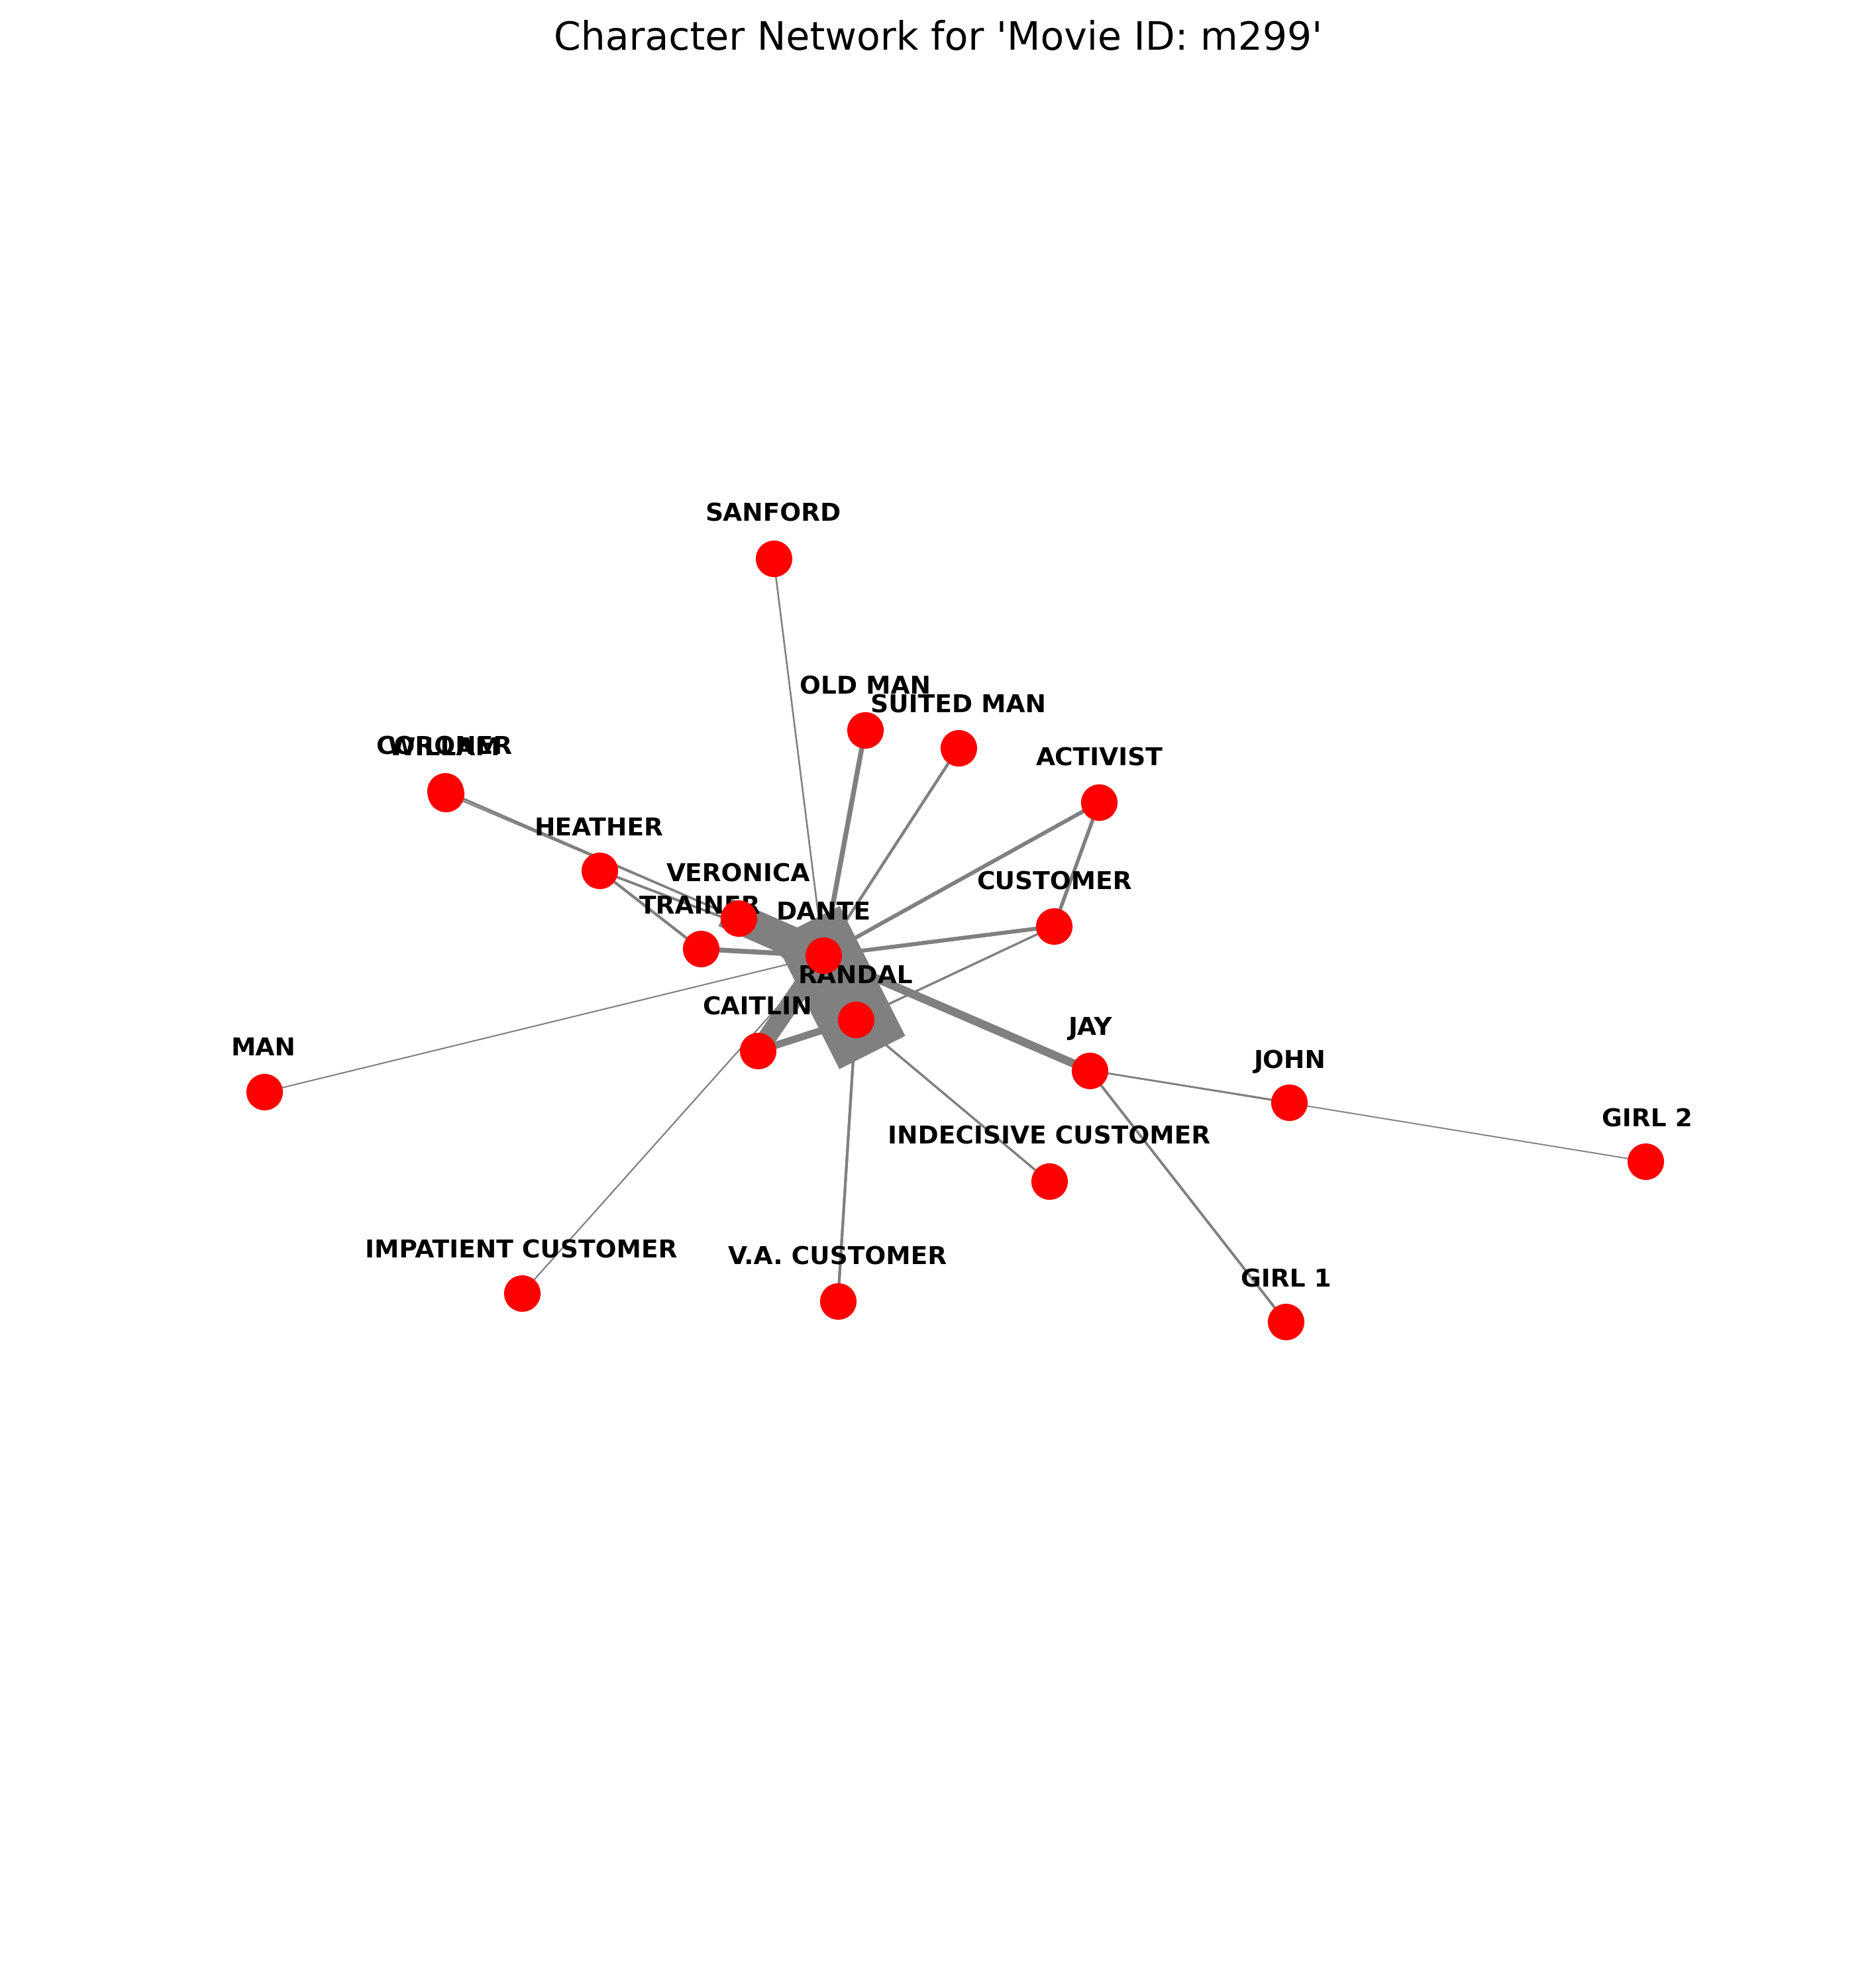 Character Network for 'Movie ID: m299'
SANFORD
OLD MAN
SUITED MAN
CORONER
WILLAM
ACTIVIST
HEATHER
VERONICA
CUSTOMER
TRAINER
DANTE
RANDAL
CAITLIN
JAY
MAN
JOHN
GIRL 2
INDECISIVE CUSTOMER
IMPATIENT CUSTOMER
V.A. CUSTOMER
GIRL 1